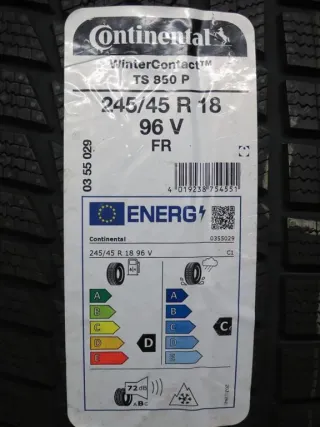 Continental
WinterContact™
TS 850 P
245/45 R 18
96 V
FR
03 55 029
4 019238 754551
ENERG
Continental 0355029
245/45 R 18 96 V C1
A A
B B
C C C
D D D
E E
72 dB
ABC